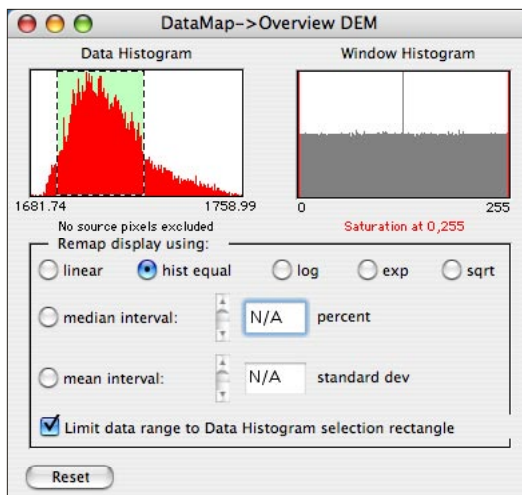 DataMap->Overview DEM
Data Histogram
Window Histogram
1681.74 1758.99
0 255
No source pixels excluded
Saturation at 0,255
Remap display using:
linear hist equal log exp sqrt
median interval: N/A percent
mean interval: N/A standard dev
Limit data range to Data Histogram selection rectangle
Reset